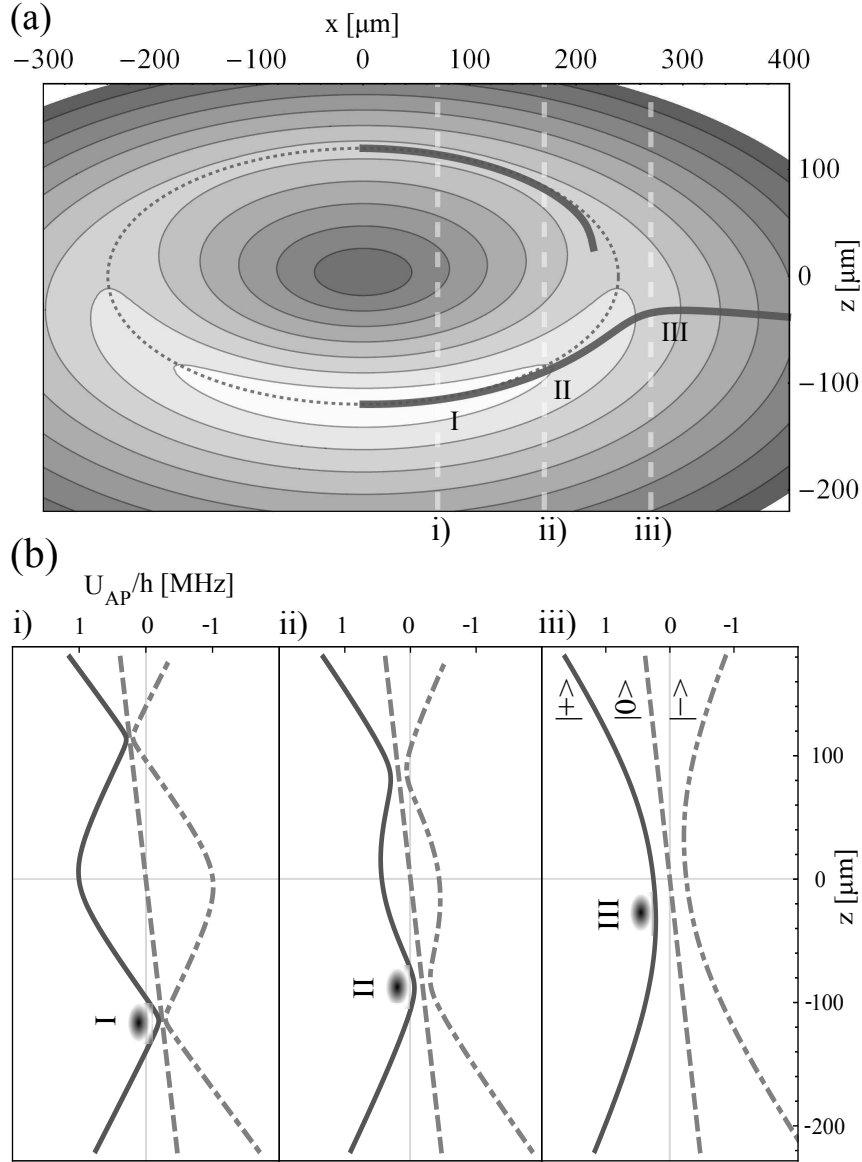 (a)
x [μm]
−300 −200 −100 0 100 200 300 400
100
0
−100
−200
z [μm]
I
II
III
i) ii) iii)
(b)
U_AP/h [MHz]
i) 1 0 -1
ii) 1 0 -1
iii) 1 0 -1
|+> |0> |−>
100
0
-100
-200
z [μm]
I
II
III